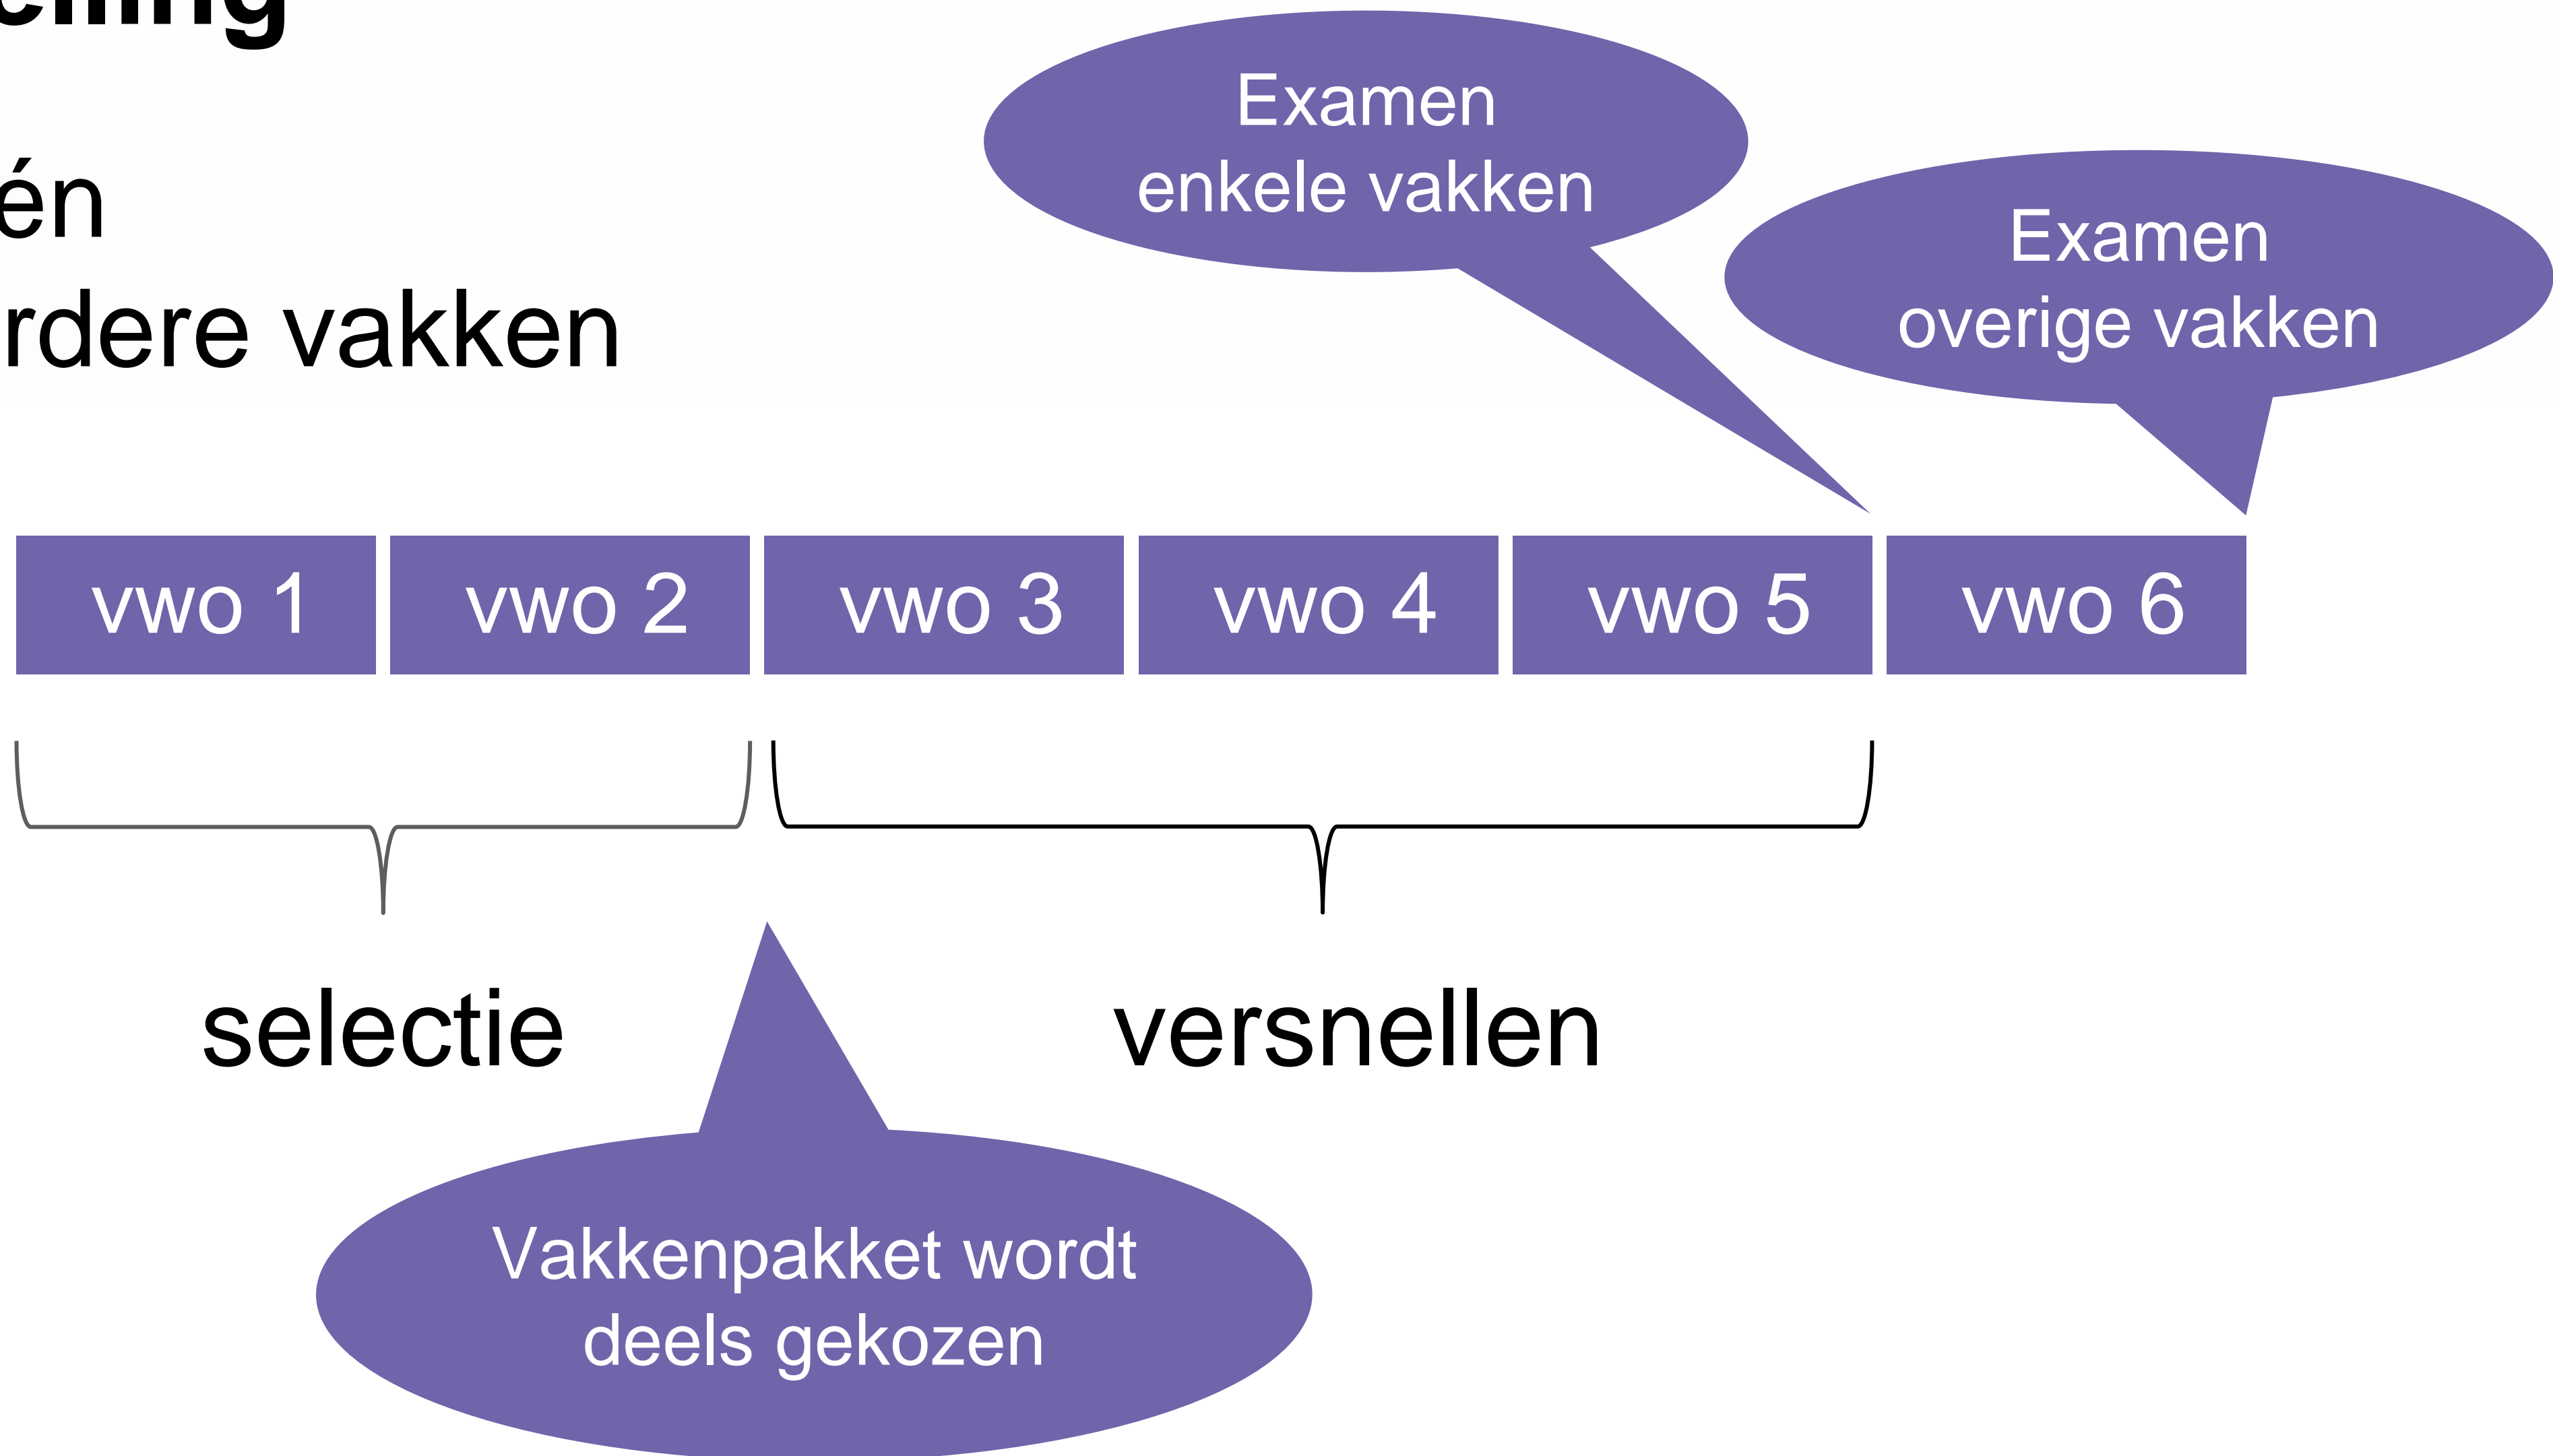 én
rdere vakken
Examen
enkele vakken
Examen
overige vakken
vwo 1 vwo 2 vwo 3 vwo 4 vwo 5 vwo 6
selectie versnellen
Vakkenpakket wordt
deels gekozen